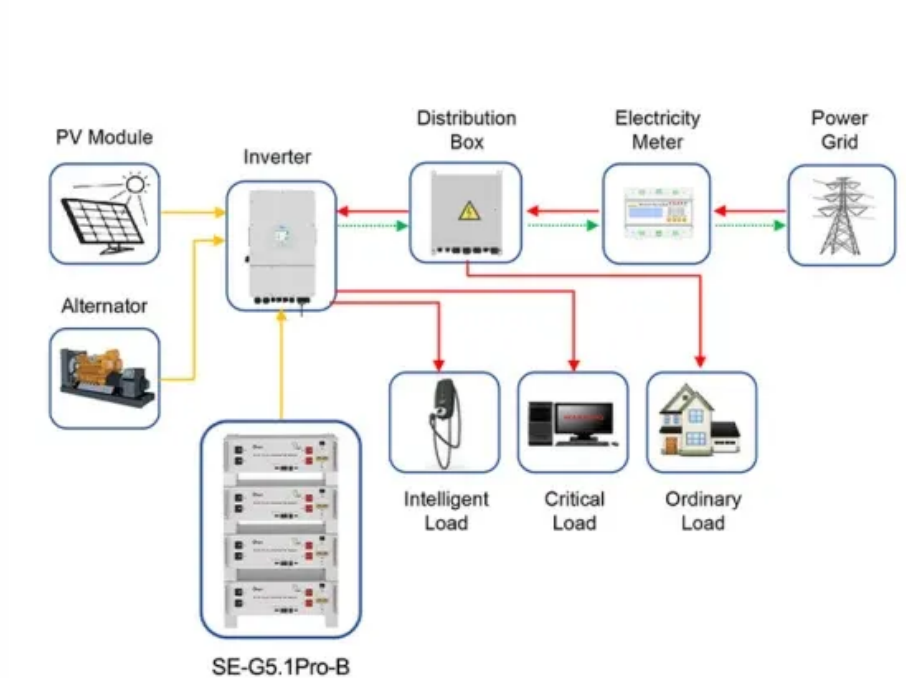 PV Module
Inverter
Distribution
Box
Electricity
Meter
Power
Grid
Alternator
Intelligent
Load
Critical
Load
Ordinary
Load
SE-G5.1Pro-B